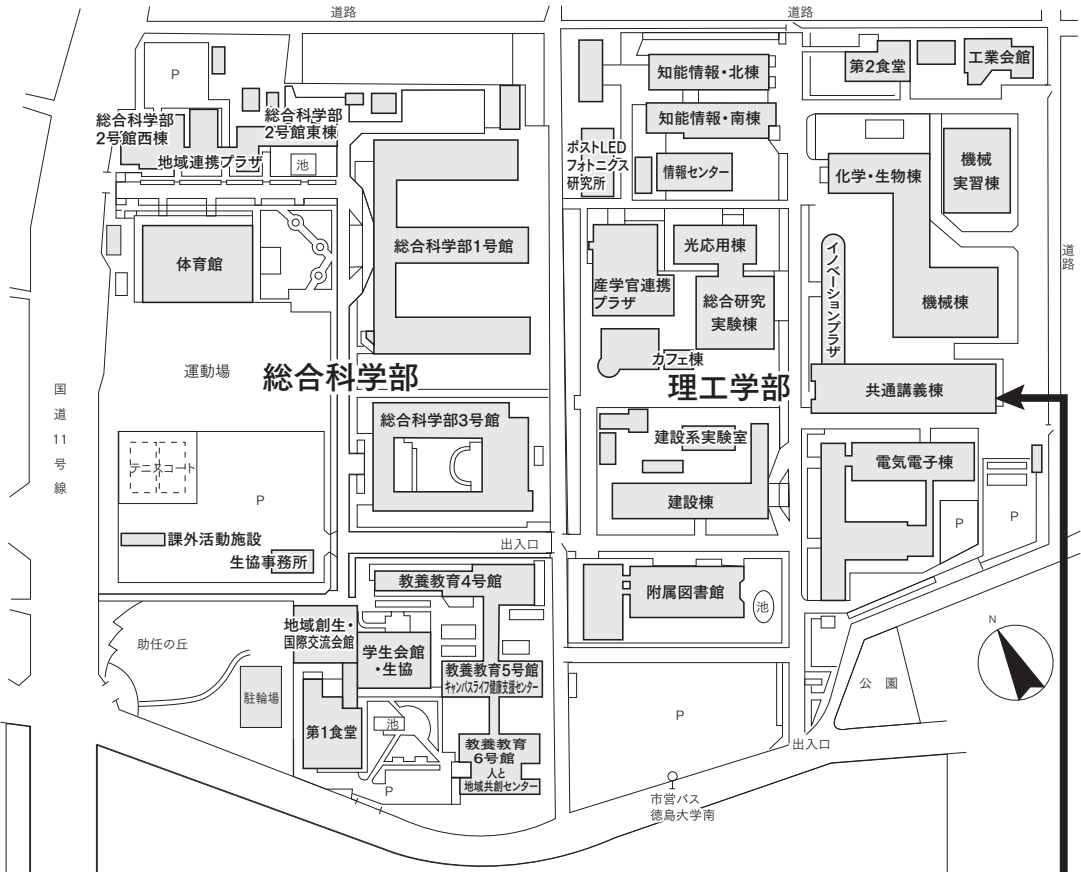 道路
道路
P
総合科学部
2号館西棟
総合科学部
2号館東棟
地域連携プラザ
池
体育館
総合科学部1号館
運動場
総合科学部
国道11号線
テニスコート
P
課外活動施設
生協事務所
総合科学部3号館
出入口
知能情報・北棟
知能情報・南棟
ポストLED
フォトニクス
研究所
情報センター
第2食堂
工業会館
化学・生物棟
機械
実習棟
道路
産学官連携
プラザ
光応用棟
総合研究
実験棟
イノベーションプラザ
機械棟
カフェ棟
理工学部
共通講義棟
建設系実験室
建設棟
電気電子棟
P
P
教養教育4号館
附属図書館
池
地域創生・
国際交流会館
学生会館
・生協
教養教育5号館
キャンパスライフ健康支援センター
助任の丘
駐輪場
第1食堂
池
P
教養教育
6号館
人と
地域共創センター
P
出入口
公園
N
市営バス
徳島大学南